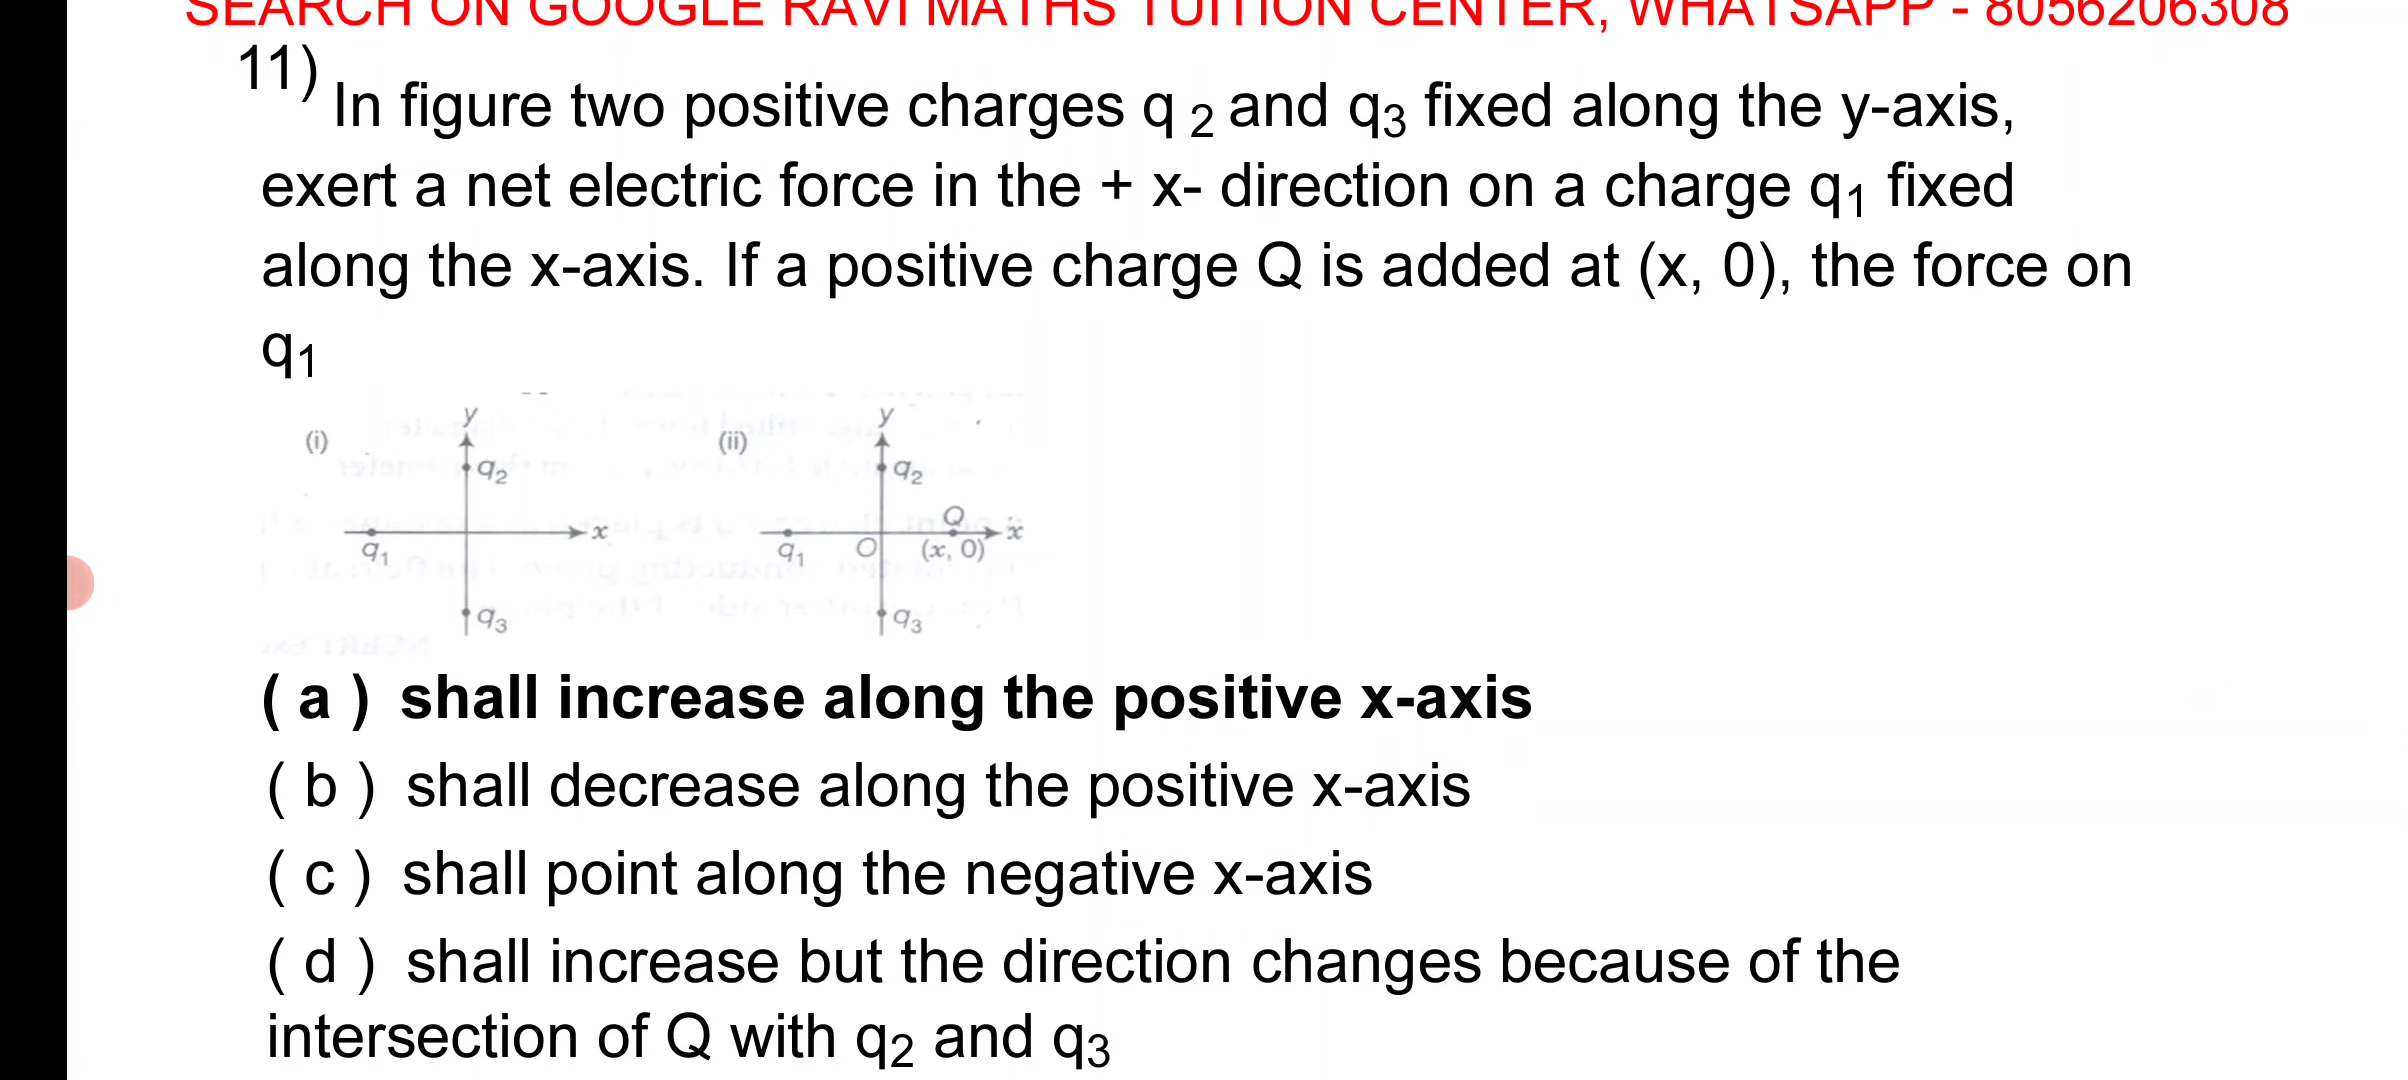 SEARCH ON GOOGLE RAVI MATHS TUITION CENTER, WHATSAPP - 8056206308
11)
In figure two positive charges q 2 and q3 fixed along the y-axis,
exert a net electric force in the + x- direction on a charge q1 fixed
along the x-axis. If a positive charge Q is added at (x, 0), the force on
q1
(i) y q2 x q1 q3
(ii) y q2 Q x q1 O (x, 0) q3
( a ) shall increase along the positive x-axis
( b ) shall decrease along the positive x-axis
( c ) shall point along the negative x-axis
( d ) shall increase but the direction changes because of the
intersection of Q with q2 and q3